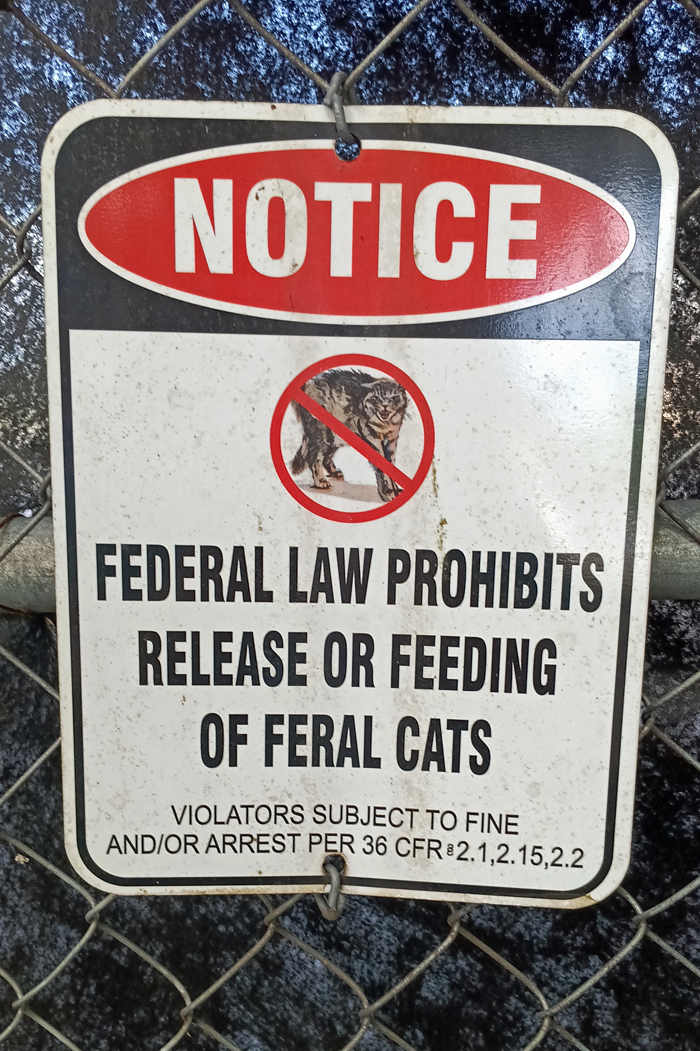 NOTICE
FEDERAL LAW PROHIBITS
RELEASE OR FEEDING
OF FERAL CATS
VIOLATORS SUBJECT TO FINE
AND/OR ARREST PER 36 CFR § 2.1,2.15,2.2